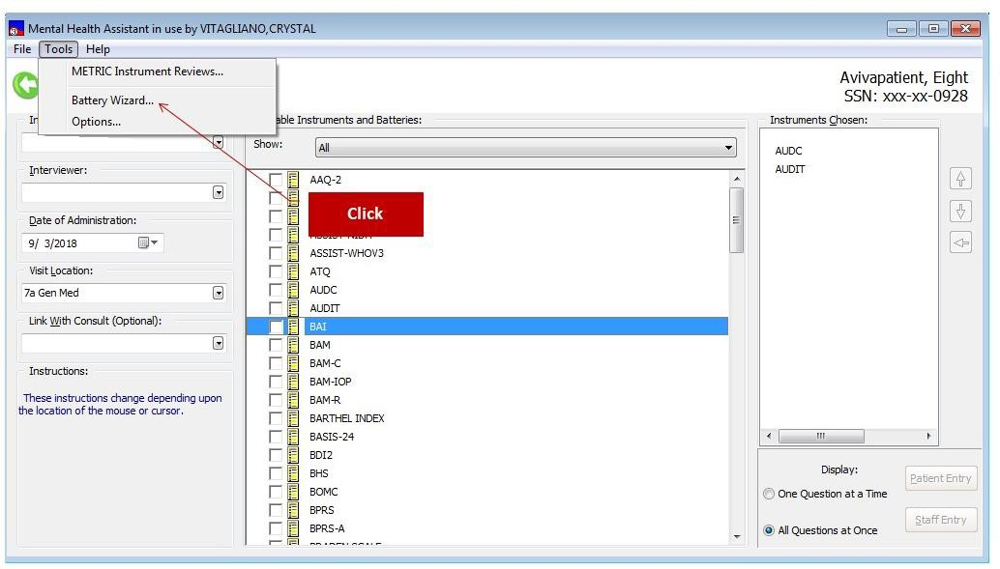 Mental Health Assistant in use by VITAGLIANO,CRYSTAL
File Tools Help
METRIC Instrument Reviews...
Battery Wizard...
Options...
Avivapatient, Eight
SSN: xxx-xx-0928
able Instruments and Batteries:
Show:
All
Interviewer:
Date of Administration:
9/ 3/2018
Visit Location:
7a Gen Med
Link With Consult (Optional):
Instructions:
These instructions change depending upon
the location of the mouse or cursor.
AAQ-2
Click
ASSIST-WHOV3
ATQ
AUDC
AUDIT
BAI
BAM
BAM-C
BAM-IOP
BAM-R
BARTHEL INDEX
BASIS-24
BDI2
BHS
BOMC
BPRS
BPRS-A
Instruments Chosen:
AUDC
AUDIT
Display:
One Question at a Time
All Questions at Once
Patient Entry
Staff Entry